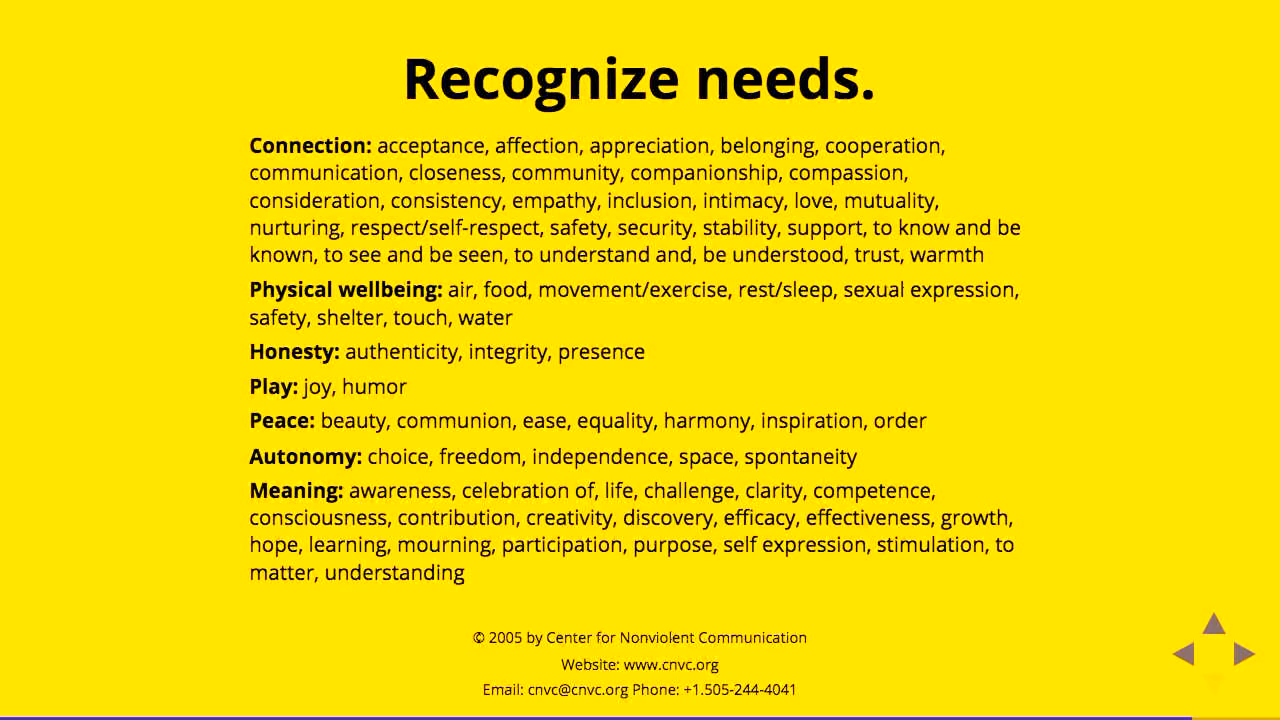 Recognize needs.
Connection: acceptance, affection, appreciation, belonging, cooperation,
communication, closeness, community, companionship, compassion,
consideration, consistency, empathy, inclusion, intimacy, love, mutuality,
nurturing, respect/self-respect, safety, security, stability, support, to know and be
known, to see and be seen, to understand and, be understood, trust, warmth
Physical wellbeing: air, food, movement/exercise, rest/sleep, sexual expression,
safety, shelter, touch, water
Honesty: authenticity, integrity, presence
Play: joy, humor
Peace: beauty, communion, ease, equality, harmony, inspiration, order
Autonomy: choice, freedom, independence, space, spontaneity
Meaning: awareness, celebration of, life, challenge, clarity, competence,
consciousness, contribution, creativity, discovery, efficacy, effectiveness, growth,
hope, learning, mourning, participation, purpose, self expression, stimulation, to
matter, understanding
© 2005 by Center for Nonviolent Communication
Website: www.cnvc.org
Email: cnvc@cnvc.org Phone: +1.505-244-4041